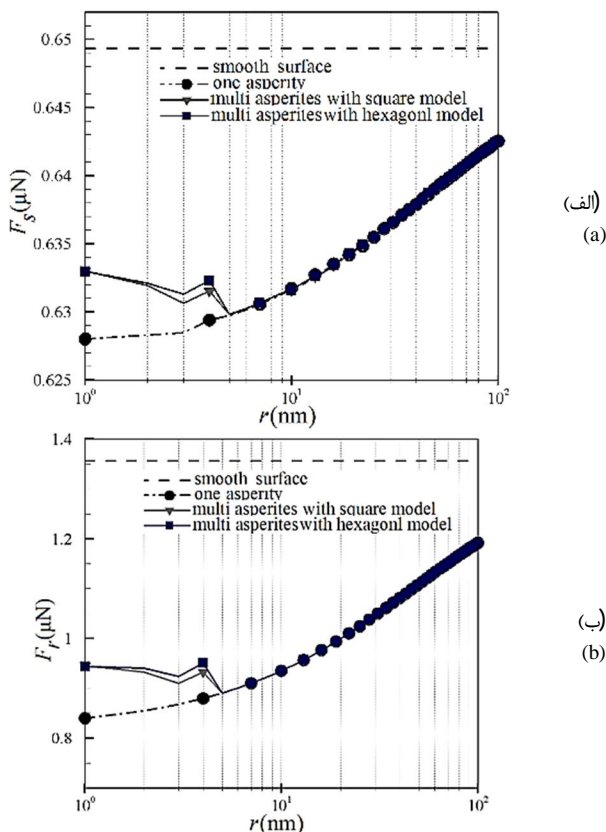 0.65
0.645
0.64
0.635
0.63
0.625
F_s(μN)
smooth surface
one asperity
multi asperites with square model
multi asperites with hexagonl model
10⁰
10¹
10²
r(nm)
(الف)
(a)
1.4
1.2
1
0.8
F_r(μN)
smooth surface
one asperity
multi asperites with square model
multi asperites with hexagonl model
10⁰
10¹
10²
r(nm)
(ب)
(b)